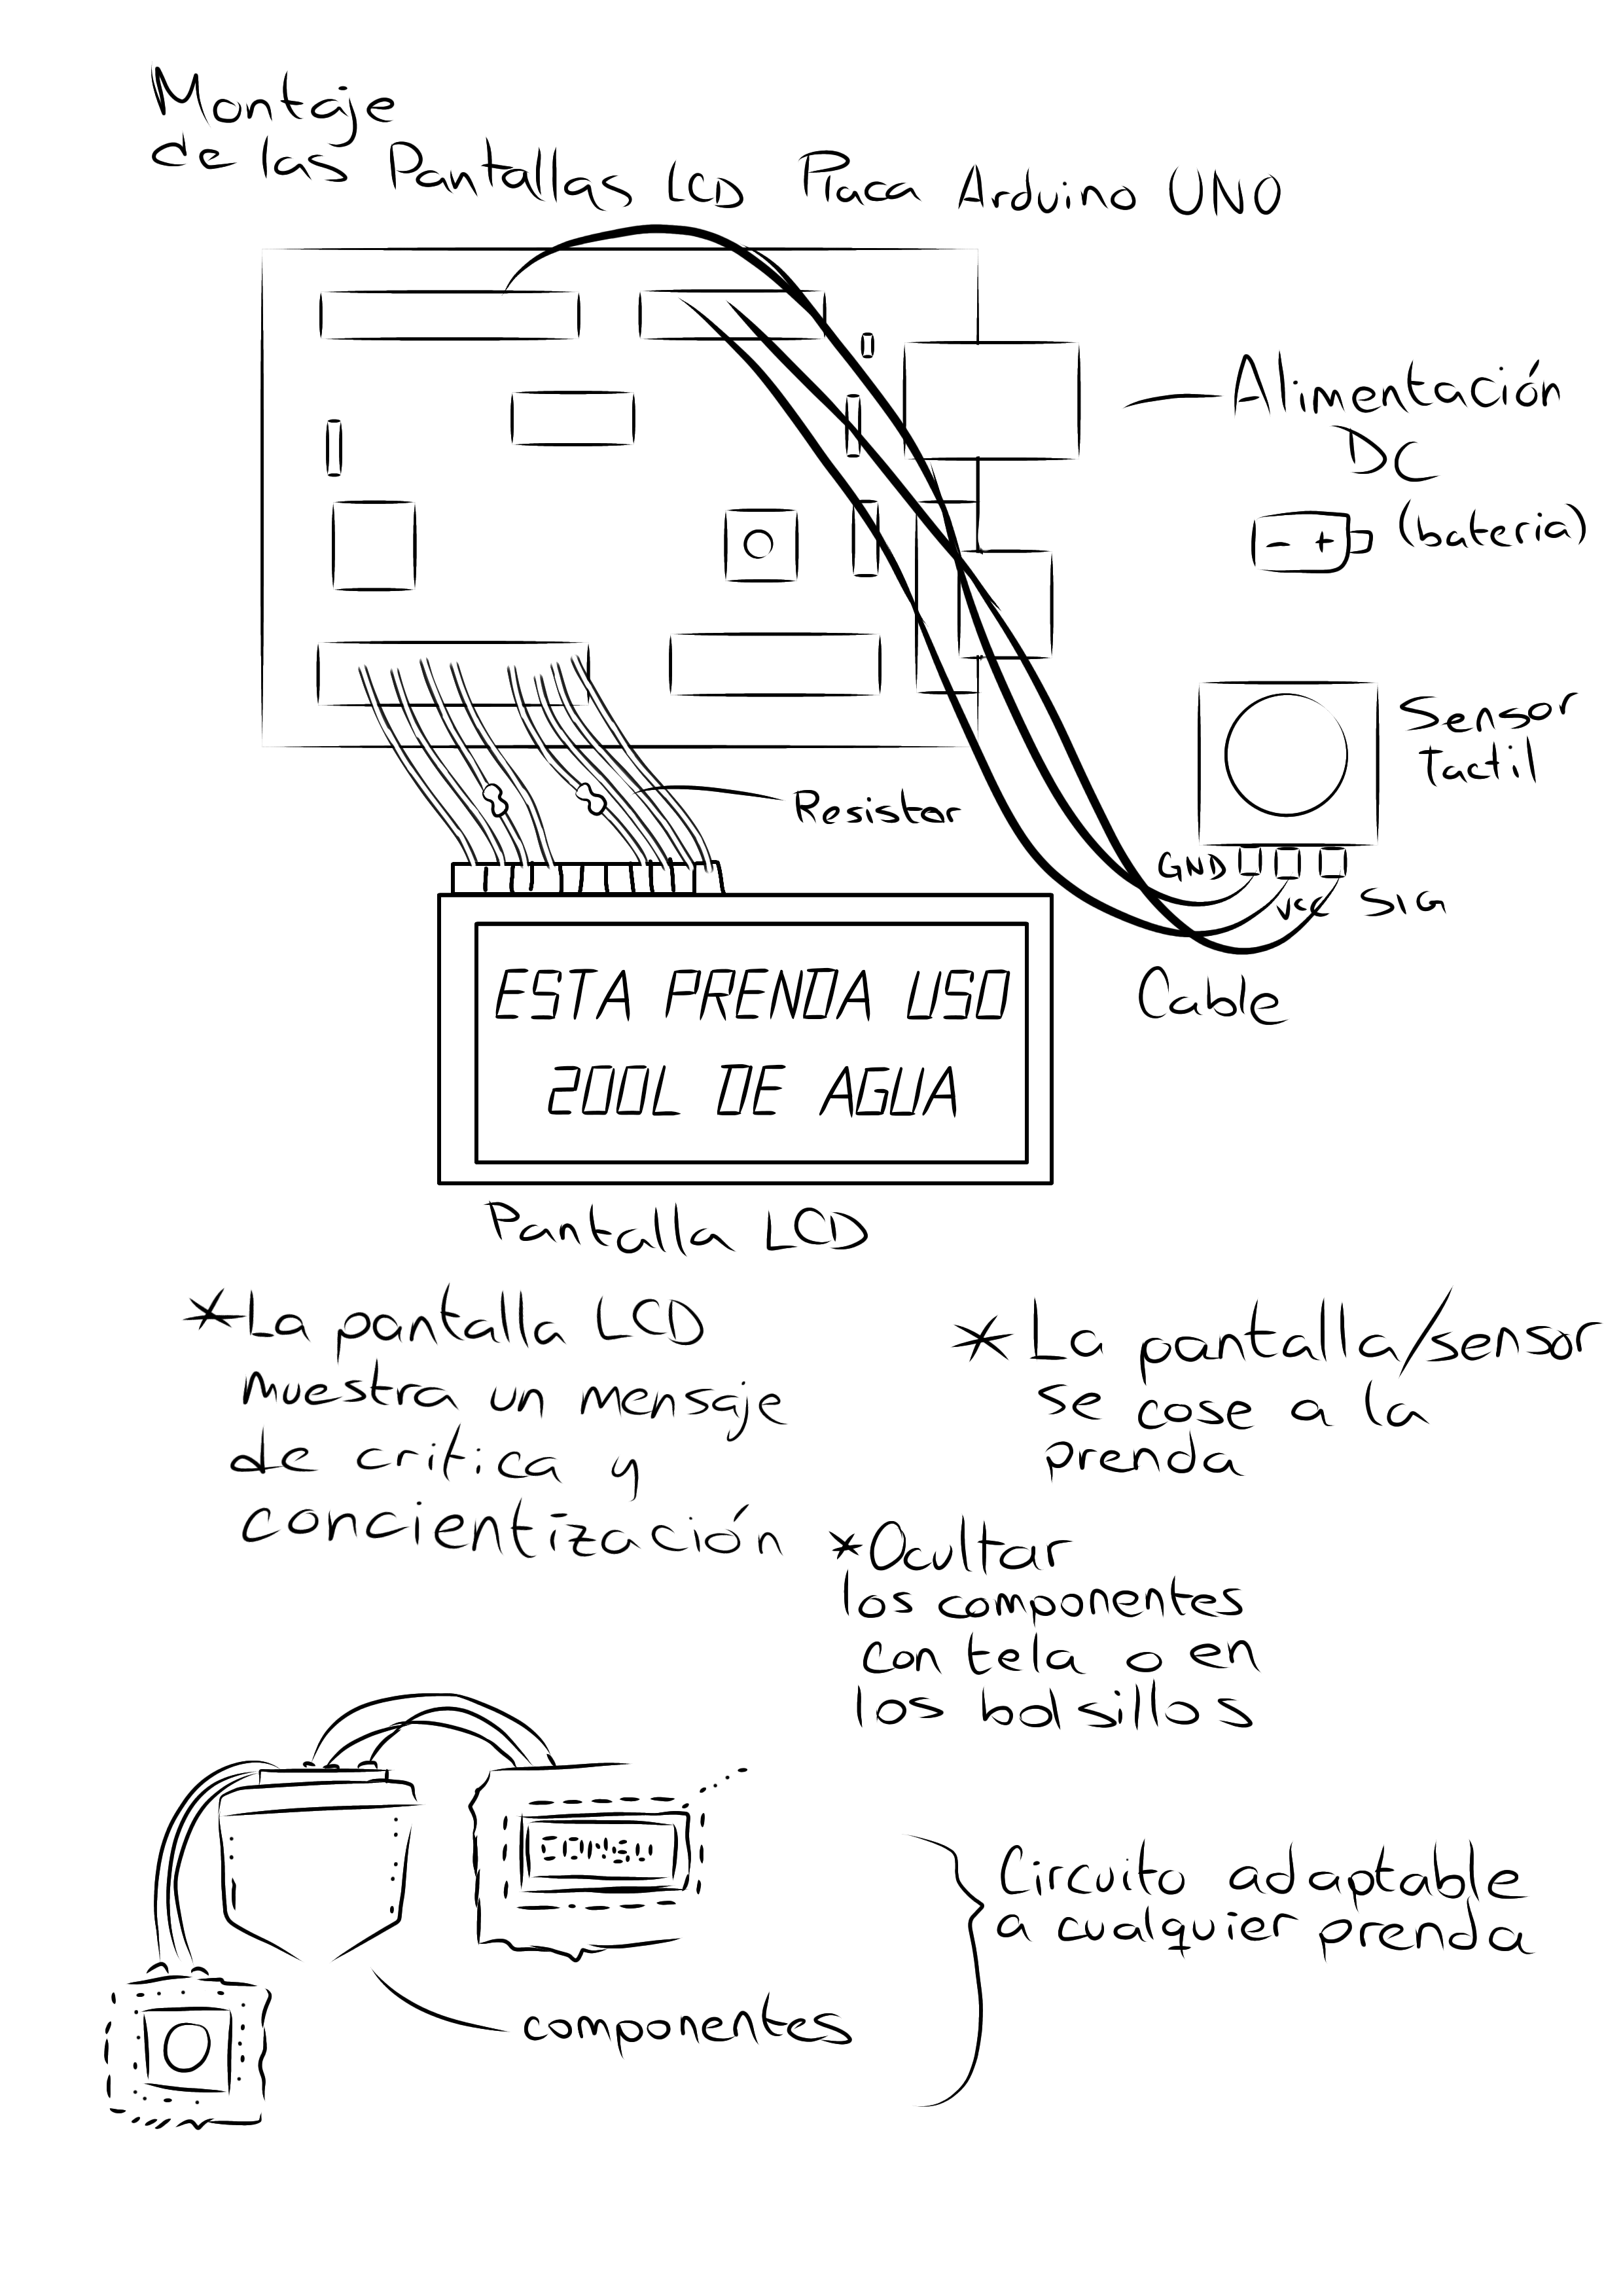 Montaje
de las Pantallas LCD Placa Arduino UNO
Alimentación
DC
(bateria)
- +
Sensor
Tactil
Resistor
GND
VCC SIG
Cable
ESTA PRENDA USO
200L DE AGUA
Pantalla LCD
*La pantalla LCD
muestra un mensaje
de critica y
concientización
* La pantalla/sensor
se cose a la
prenda
*Ocultar
los componentes
con tela o en
los bolsillos
Circuito adaptable
a cualquier prenda
componentes